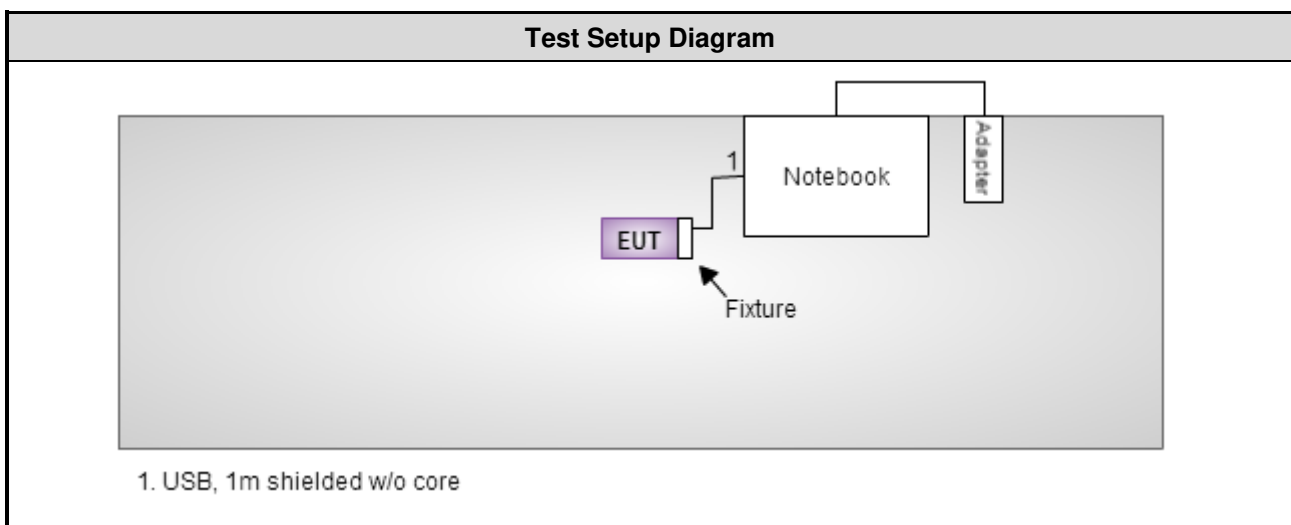 Test Setup Diagram
Adapter
1
Notebook
EUT
Fixture
1. USB, 1m shielded w/o core